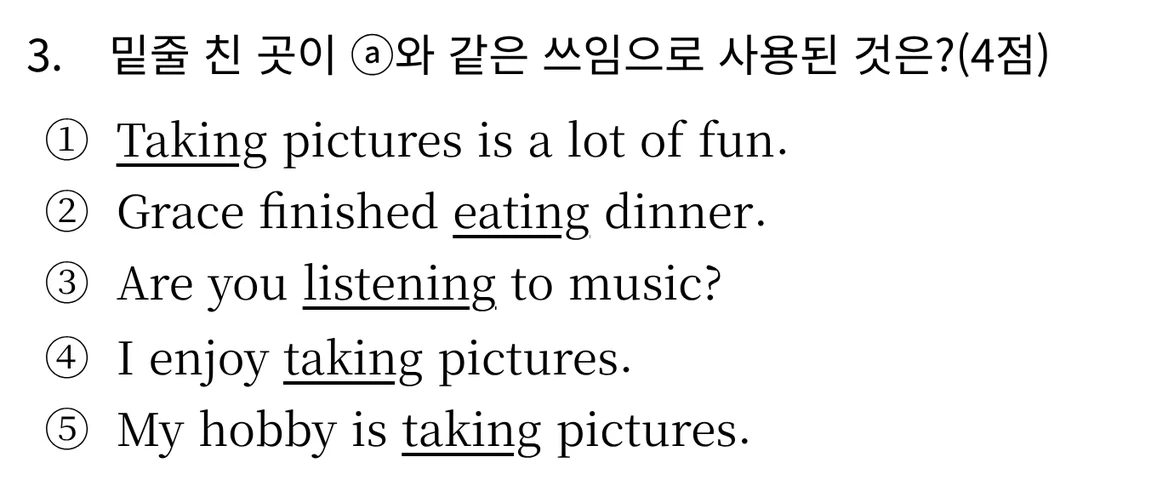 3. 밑줄 친 곳이 ⓐ와 같은 쓰임으로 사용된 것은?(4점)
① Taking pictures is a lot of fun.
② Grace finished eating dinner.
③ Are you listening to music?
④ I enjoy taking pictures.
⑤ My hobby is taking pictures.